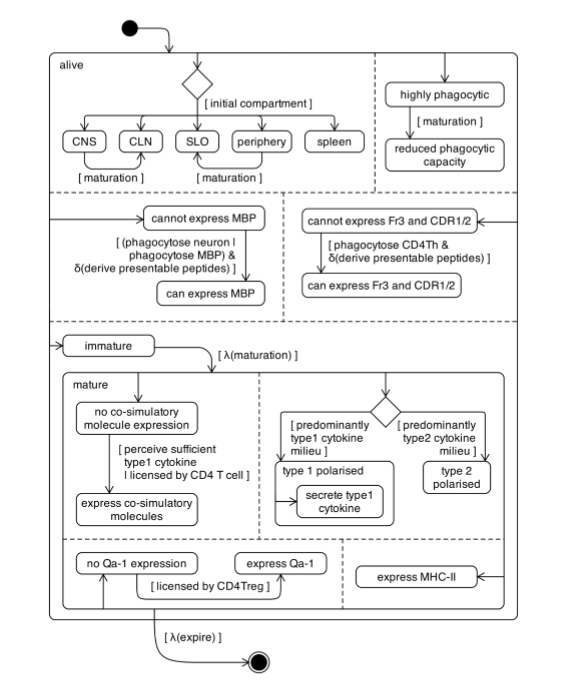 alive
[ initial compartment ]
CNS
CLN
SLO
periphery
spleen
[ maturation ]
[ maturation ]
highly phagocytic
[ maturation ]
reduced phagocytic
capacity
cannot express MBP
[ (phagocytose neuron |
phagocytose MBP) &
δ(derive presentable peptides) ]
can express MBP
cannot express Fr3 and CDR1/2
[ phagocytose CD4Th &
δ(derive presentable peptides) ]
can express Fr3 and CDR1/2
immature
[ λ(maturation) ]
mature
no co-simulatory
molecule expression
[ perceive sufficient
type1 cytokine
| licensed by CD4 T cell ]
express co-simulatory
molecules
[ predominantly
type1 cytokine
milieu ]
[ predominantly
type2 cytokine
milieu ]
type 1 polarised
secrete type1
cytokine
type 2
polarised
no Qa-1 expression
express Qa-1
[ licensed by CD4Treg ]
express MHC-II
[ λ(expire) ]